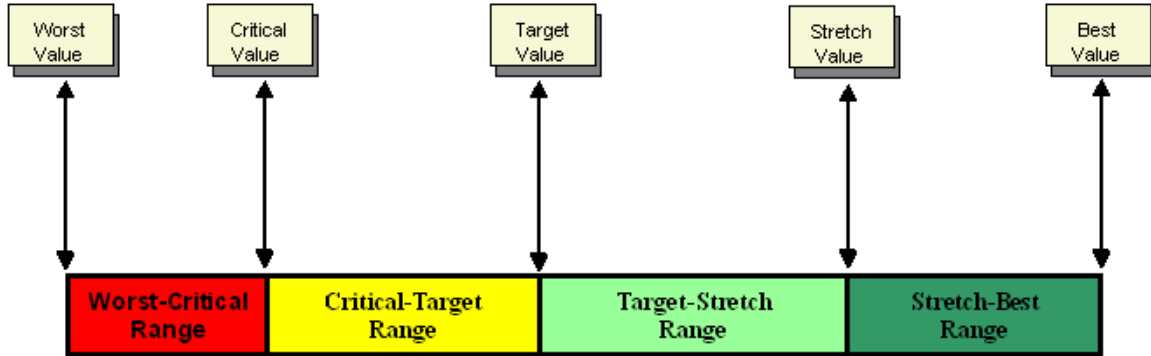 Worst
Value
Critical
Value
Target
Value
Stretch
Value
Best
Value
Worst-Critical
Range
Critical-Target
Range
Target-Stretch
Range
Stretch-Best
Range